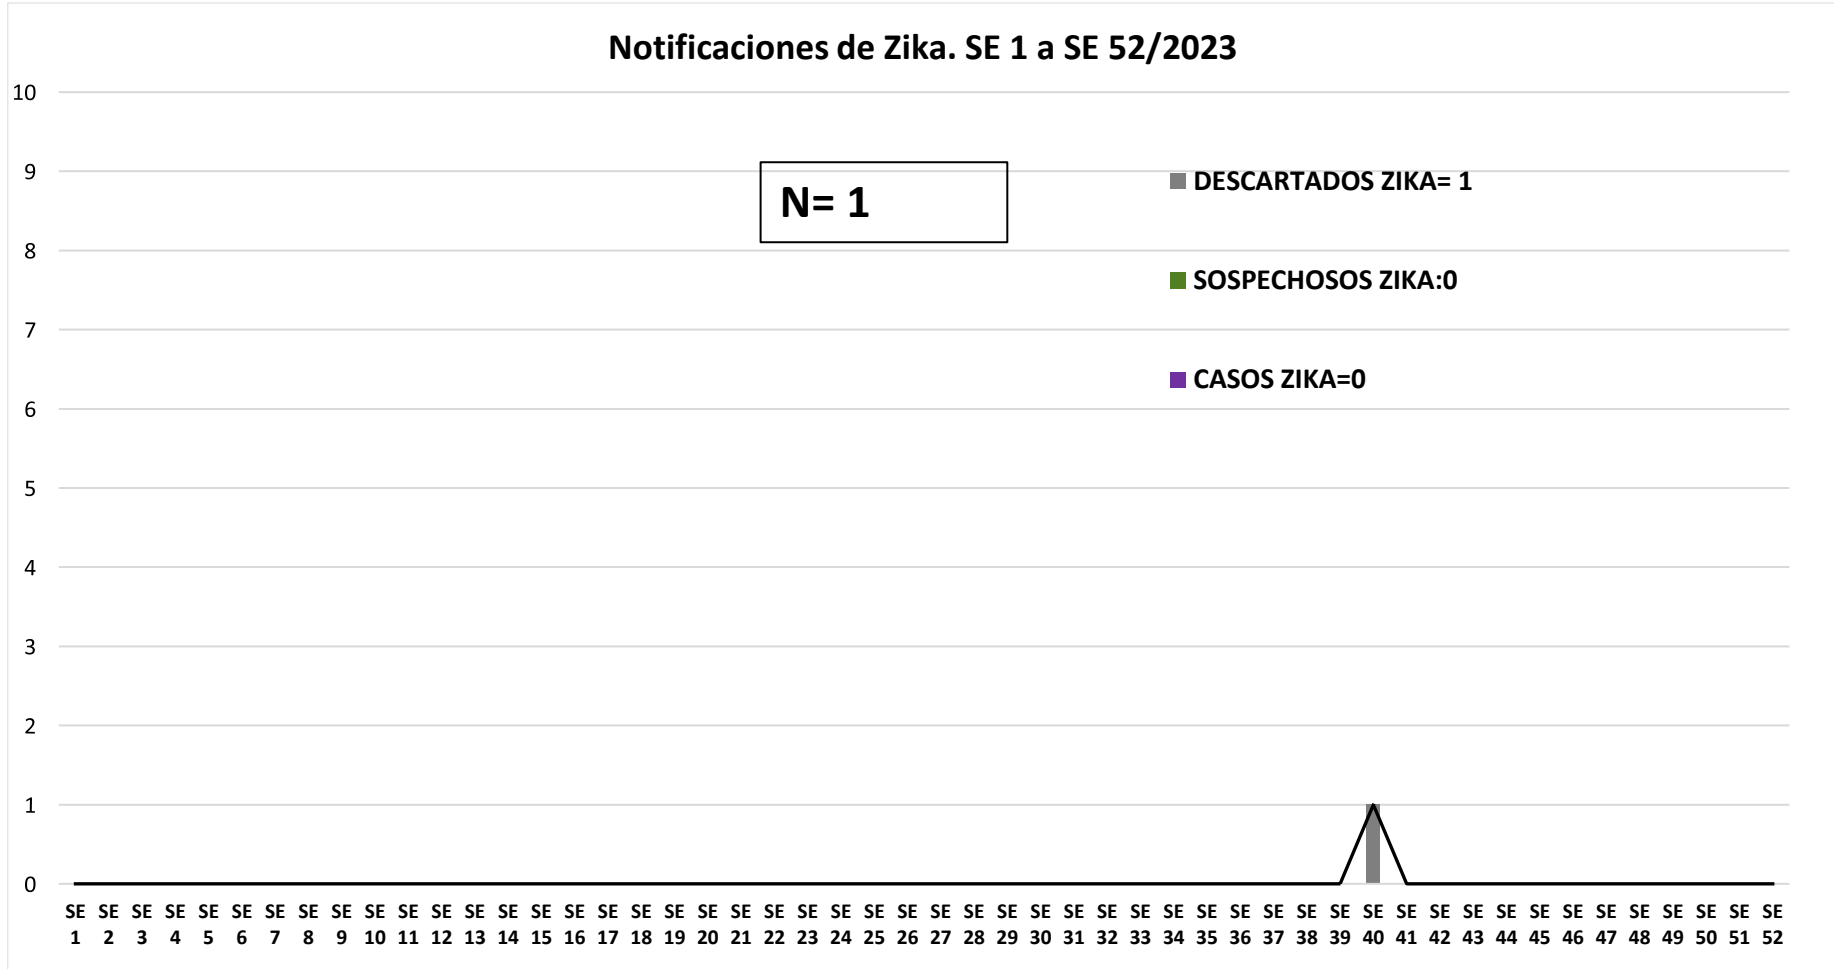 Notificaciones de Zika. SE 1 a SE 52/2023
10
9
8
7
6
5
4
3
2
1
0
N= 1
DESCARTADOS ZIKA= 1
SOSPECHOSOS ZIKA:0
CASOS ZIKA=0
SE SE SE SE SE SE SE SE SE SE SE SE SE SE SE SE SE SE SE SE SE SE SE SE SE SE SE SE SE SE SE SE SE SE SE SE SE SE SE SE SE SE SE SE SE SE SE SE SE SE SE SE
1 2 3 4 5 6 7 8 9 10 11 12 13 14 15 16 17 18 19 20 21 22 23 24 25 26 27 28 29 30 31 32 33 34 35 36 37 38 39 40 41 42 43 44 45 46 47 48 49 50 51 52